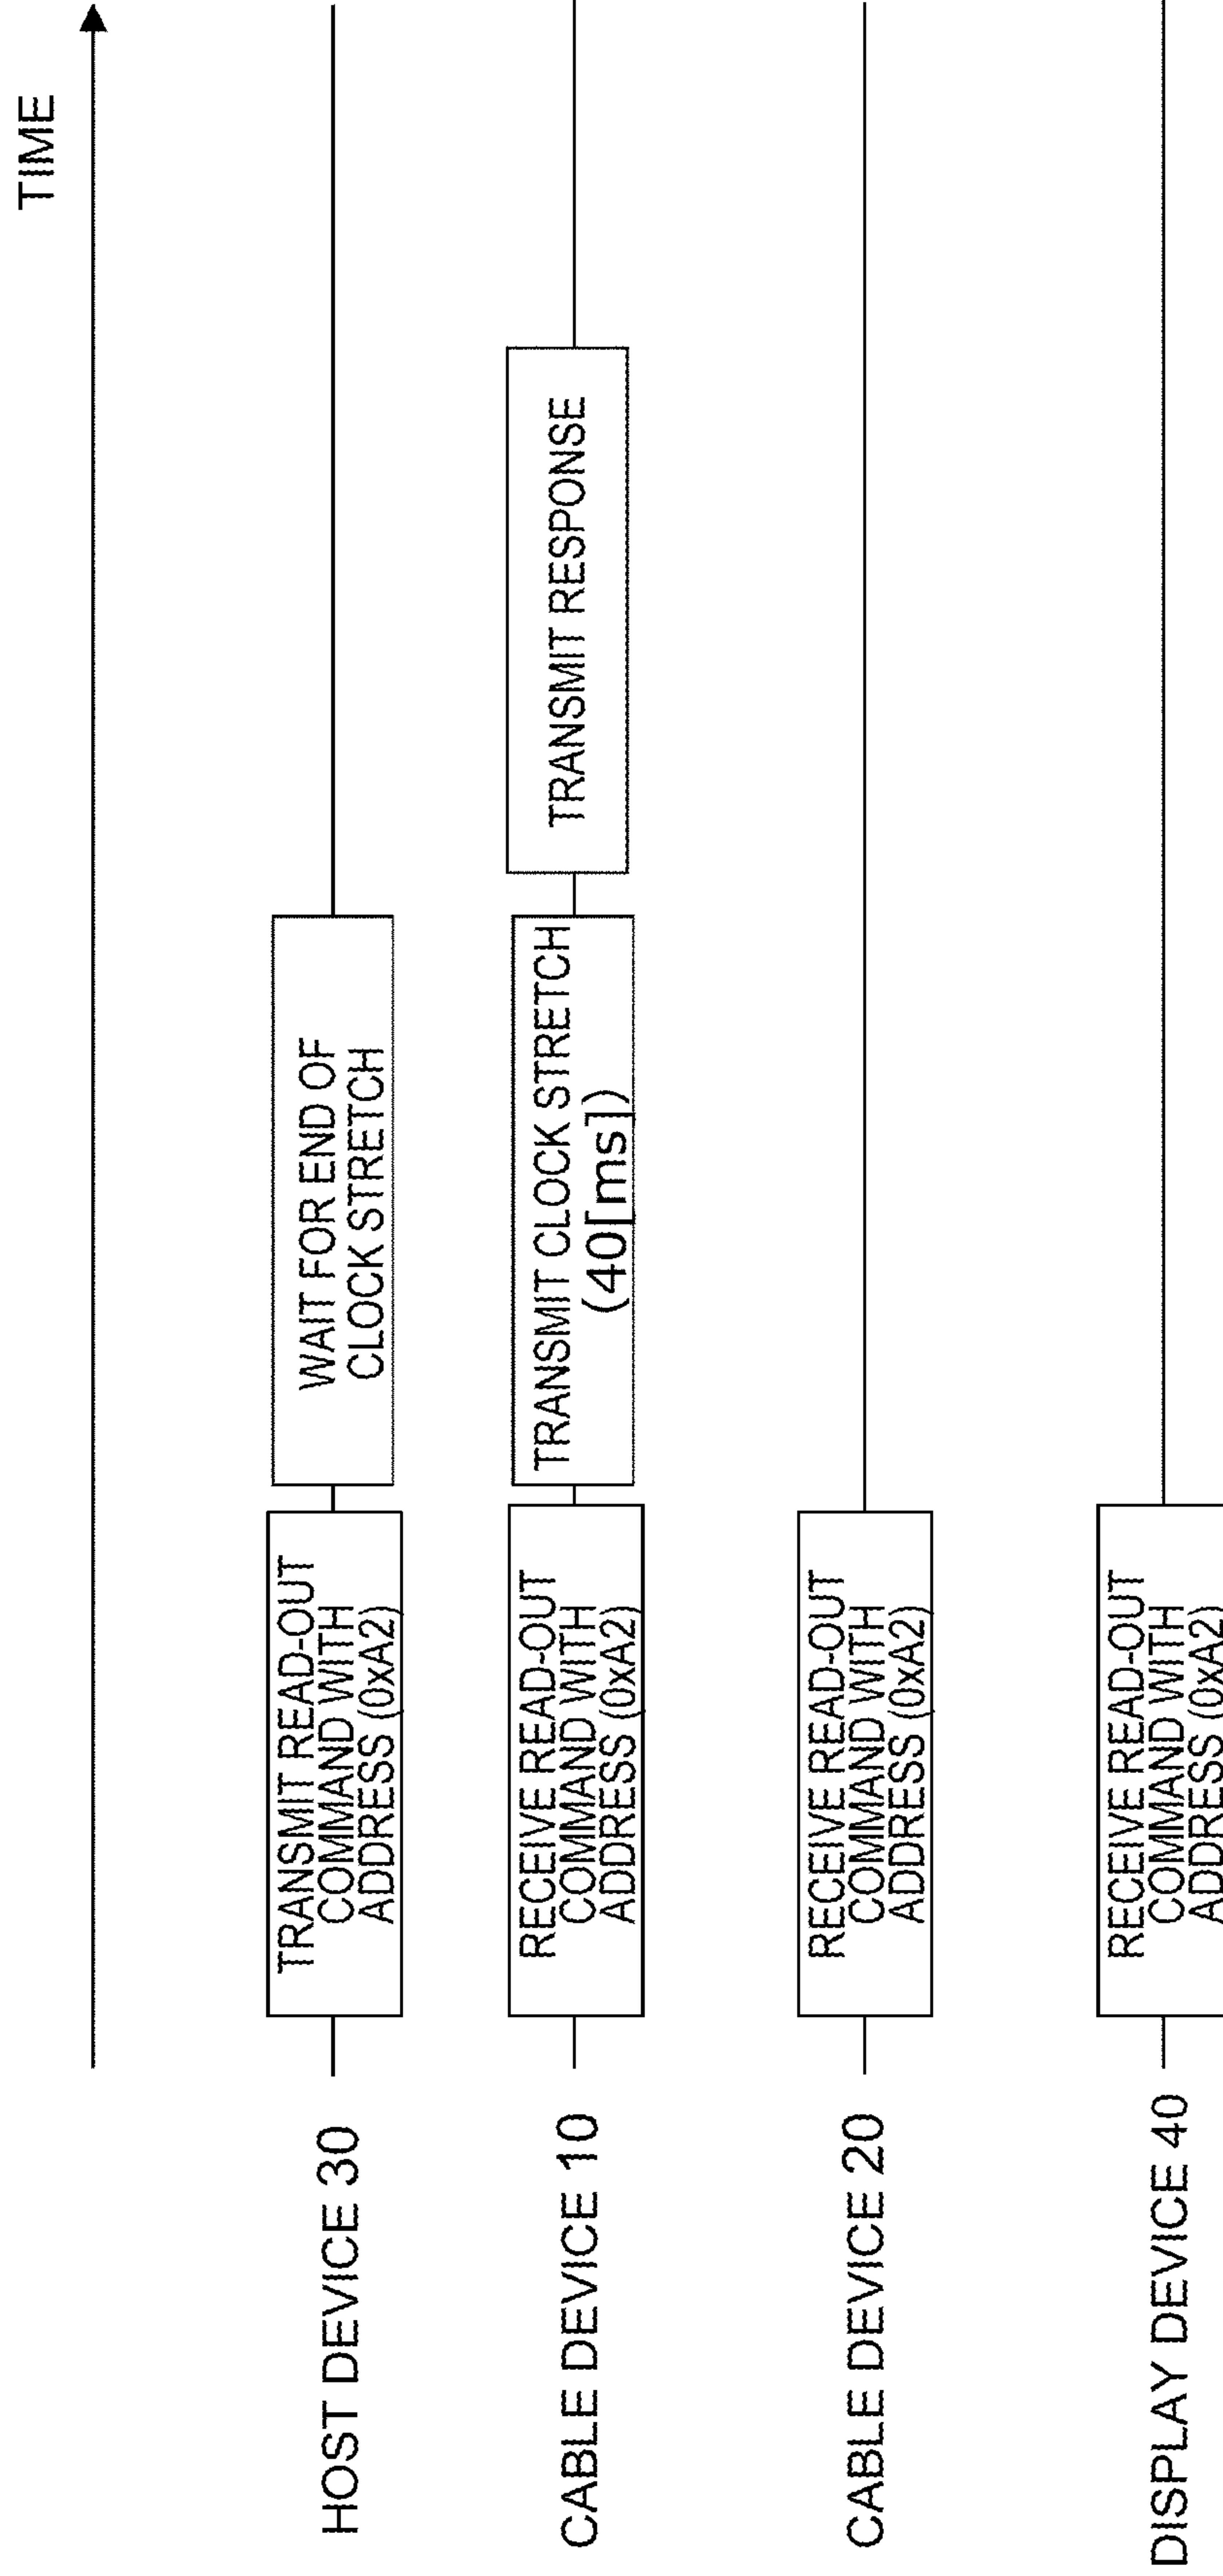 TIME
HOST DEVICE 30
TRANSMIT READ-OUT
COMMAND WITH
ADDRESS (0xA2)
WAIT FOR END OF
CLOCK STRETCH
CABLE DEVICE 10
RECEIVE READ-OUT
COMMAND WITH
ADDRESS (0xA2)
TRANSMIT CLOCK STRETCH
(40[ms])
TRANSMIT RESPONSE
CABLE DEVICE 20
RECEIVE READ-OUT
COMMAND WITH
ADDRESS (0xA2)
DISPLAY DEVICE 40
RECEIVE READ-OUT
COMMAND WITH
ADDRESS (0xA2)